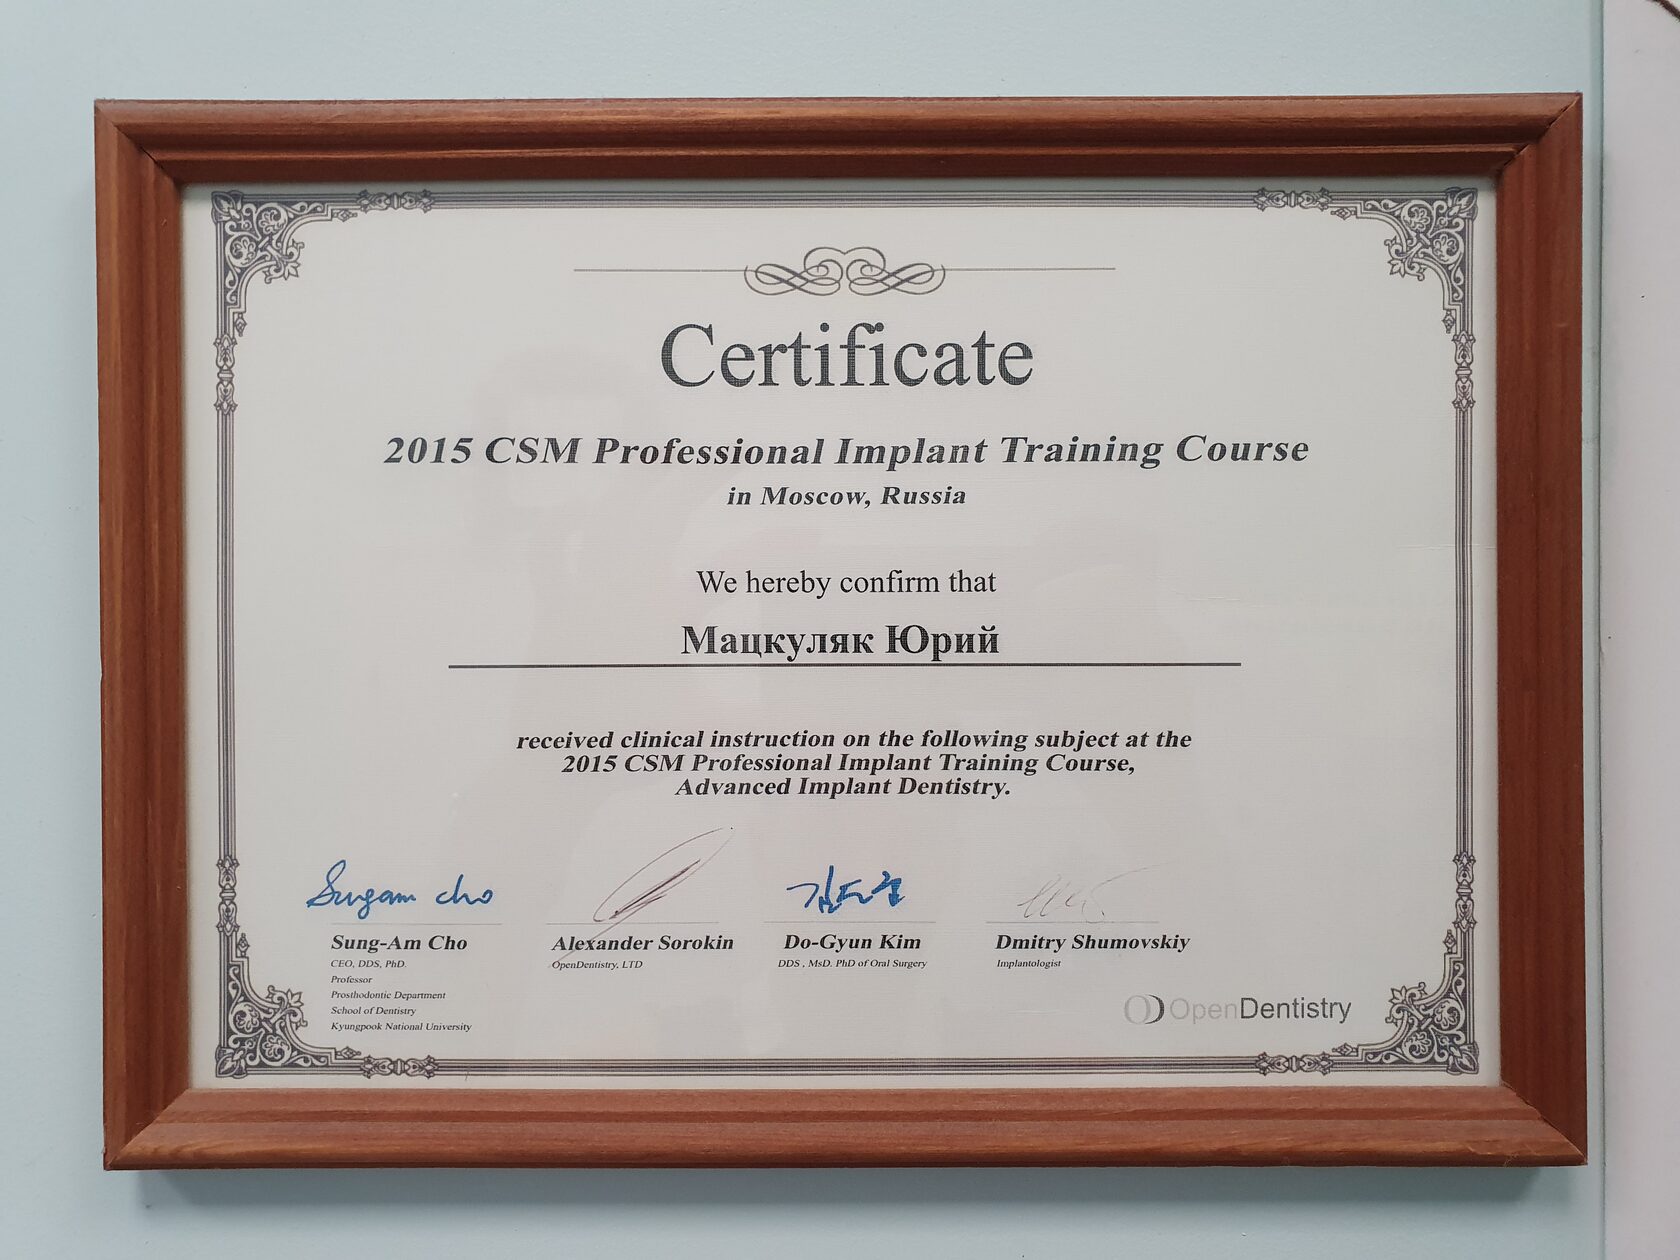 Certificate
2015 CSM Professional Implant Training Course
in Moscow, Russia
We hereby confirm that
Мацкуляк Юрий
received clinical instruction on the following subject at the
2015 CSM Professional Implant Training Course,
Advanced Implant Dentistry.
Sungam cho
김도균
Sung-Am Cho
CEO, DDS, PhD.
Professor
Prosthodontic Department
School of Dentistry
Kyungpook National University
Alexander Sorokin
OpenDentistry, LTD
Do-Gyun Kim
DDS , MsD. PhD of Oral Surgery
Dmitry Shumovskiy
Implantologist
OpenDentistry